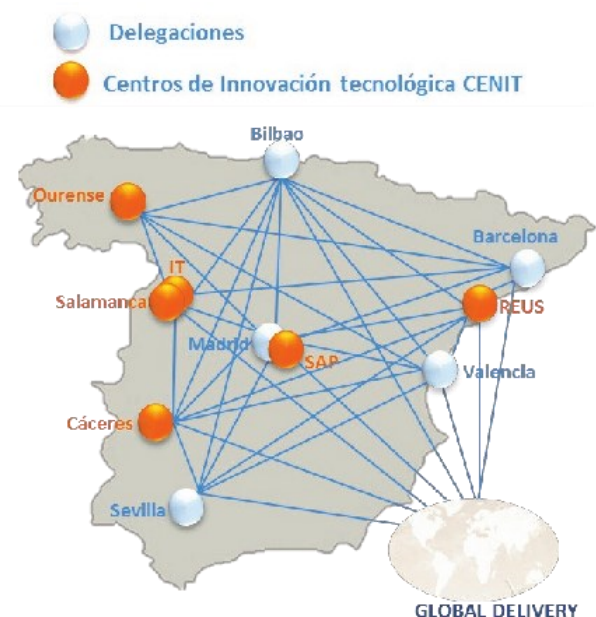 Delegaciones
Centros de Innovación tecnológica CENIT
Bilbao
Ourense
Barcelona
IT
Salamanca
REUS
Madrid
SAP
Valencia
Cáceres
Sevilla
GLOBAL DELIVERY